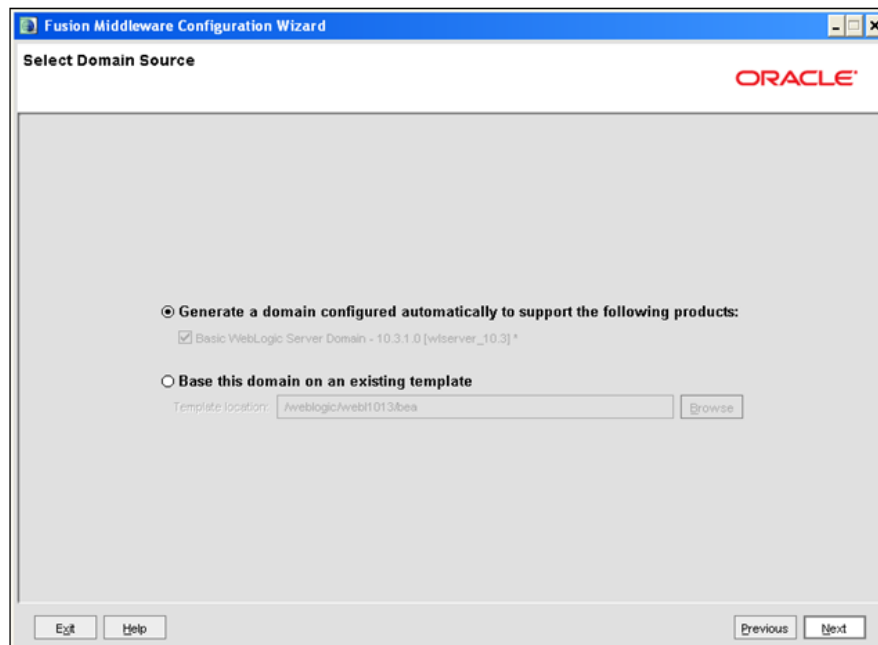 Fusion Middleware Configuration Wizard
Select Domain Source
ORACLE
Generate a domain configured automatically to support the following products:
Basic WebLogic Server Domain - 10.3.1.0 [wlserver_10.3] *
Base this domain on an existing template
Template location: /weblogic/webl1013/bea Browse
Exit Help Previous Next